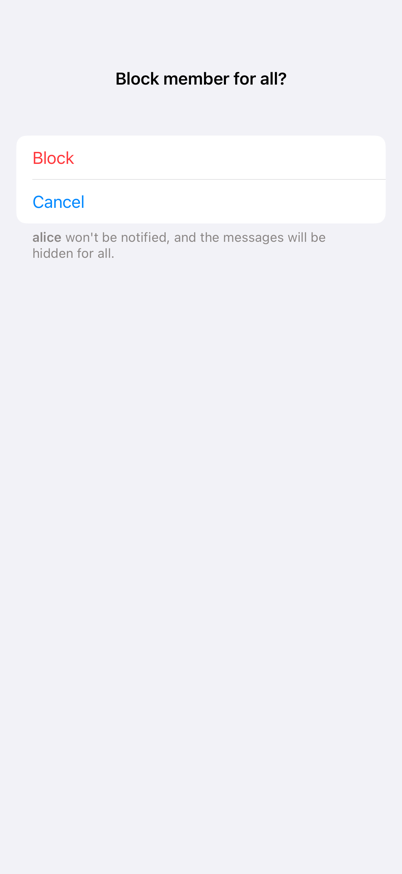 Block member for all?
Block
Cancel
alice won't be notified, and the messages will be
hidden for all.